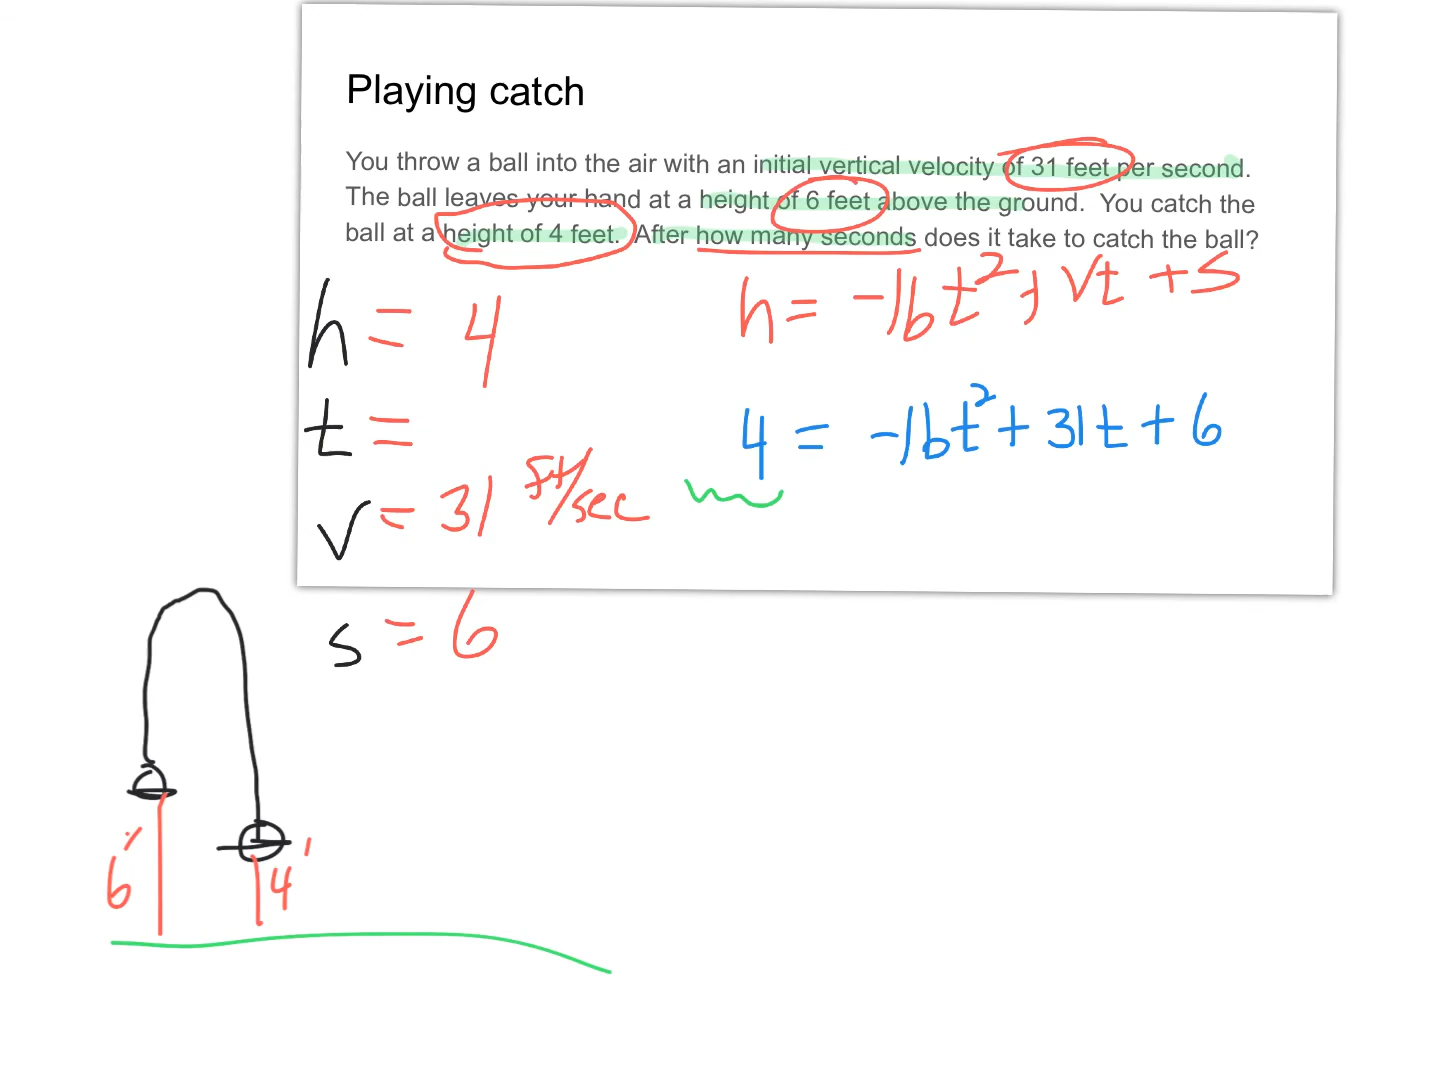 Playing catch
You throw a ball into the air with an initial vertical velocity of 31 feet per second.
The ball leaves your hand at a height of 6 feet above the ground. You catch the
ball at a height of 4 feet. After how many seconds does it take to catch the ball?
h = 4
h = -16t² + vt + s
t =
4 = -16t² + 31t + 6
v = 31 ft/sec
s = 6
6'
4'